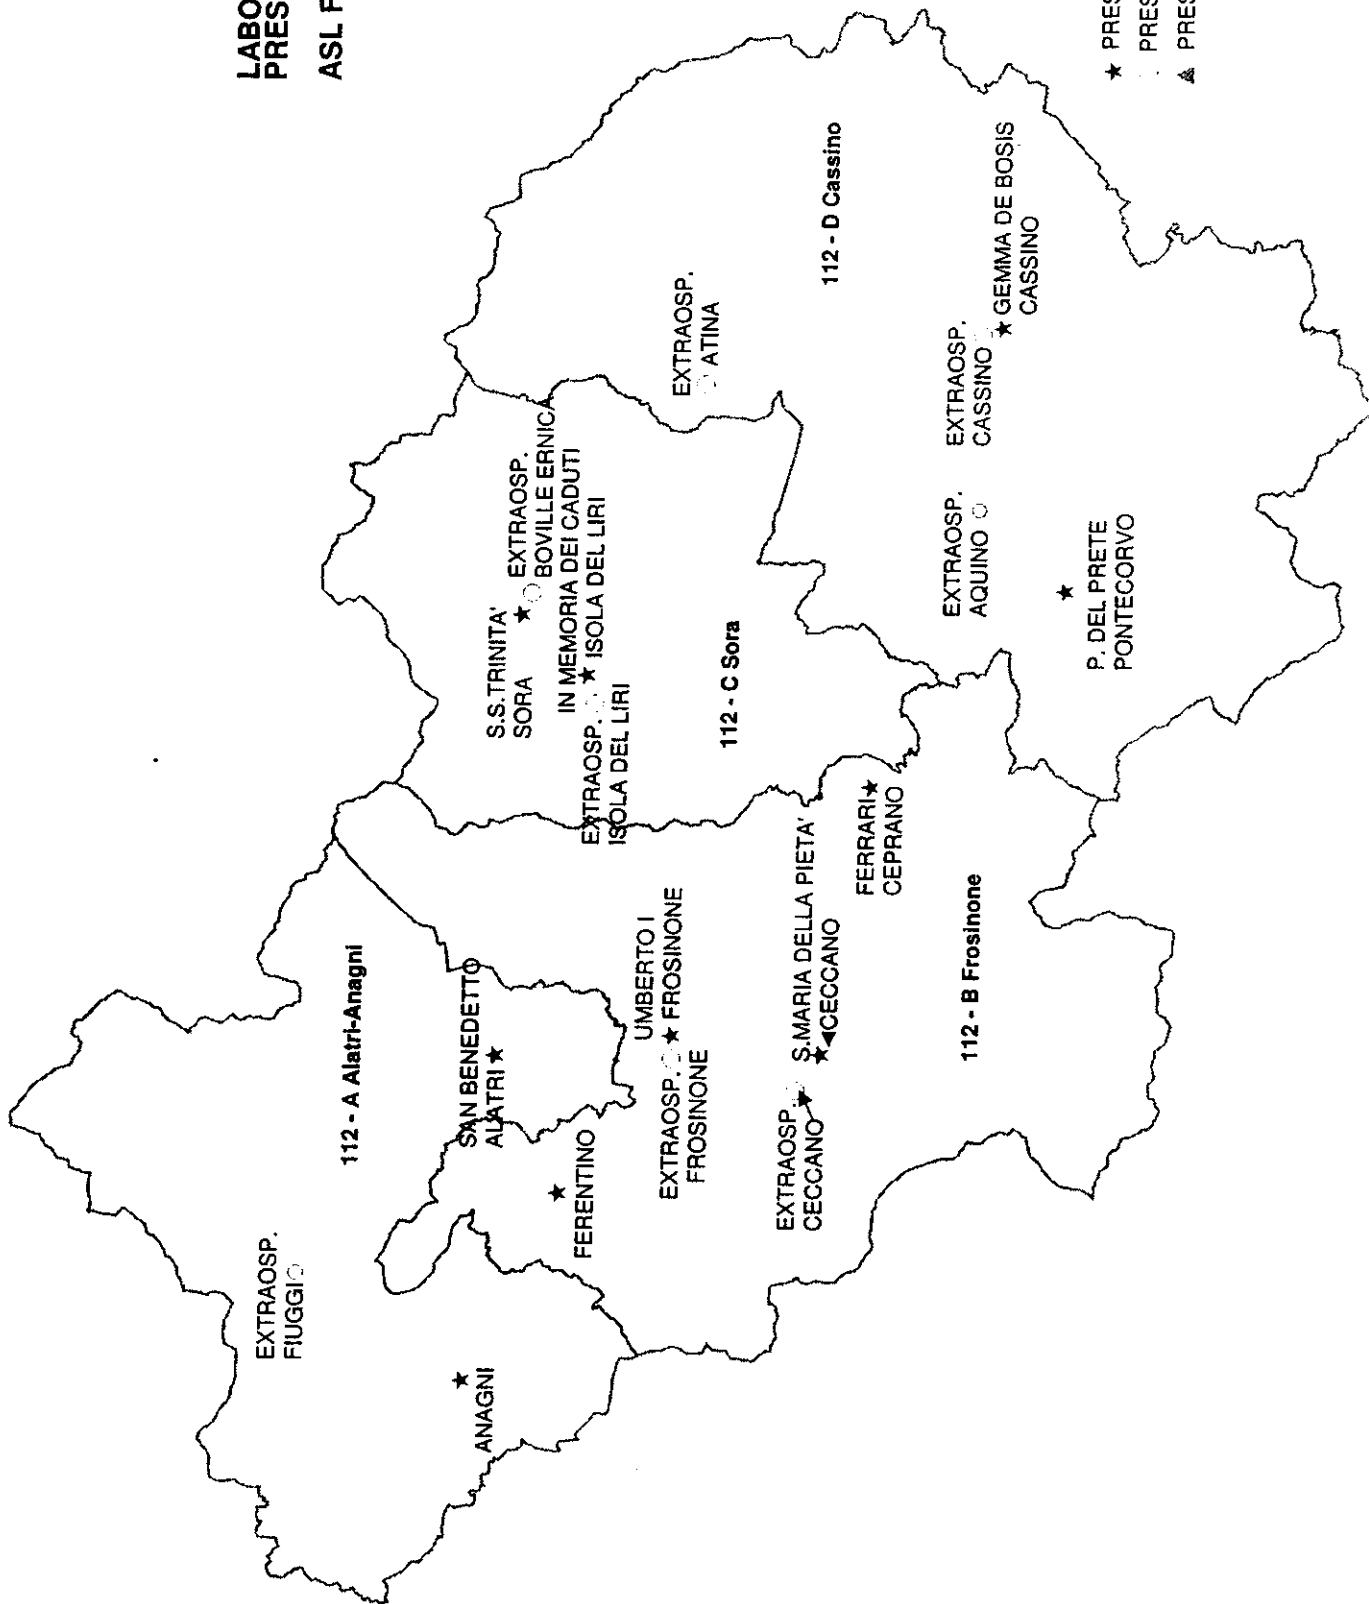 LABO
PRES
ASL F
EXTRAOSP.
FIUGGI
112 - A Alatri-Anagni
ANAGNI
SAN BENEDETTO
ALATRI
FERENTINO
UMBERTO I
EXTRAOSP. FROSINONE
FROSINONE
EXTRAOSP. S.MARIA DELLA PIETA'
CECCANO CECCANO
FERRARI
CEPRANO
112 - B Frosinone
S.S.TRINITA'
SORA
EXTRAOSP.
BOVILLE ERNICA
IN MEMORIA DEI CADUTI
EXTRAOSP. ISOLA DEL LIRI
ISOLA DEL LIRI
112 - C Sora
EXTRAOSP.
ATINA
112 - D Cassino
EXTRAOSP.
CASSINO
GEMMA DE BOSIS
CASSINO
EXTRAOSP.
AQUINO
P. DEL PRETE
PONTECORVO
PRES
PRES
PRES